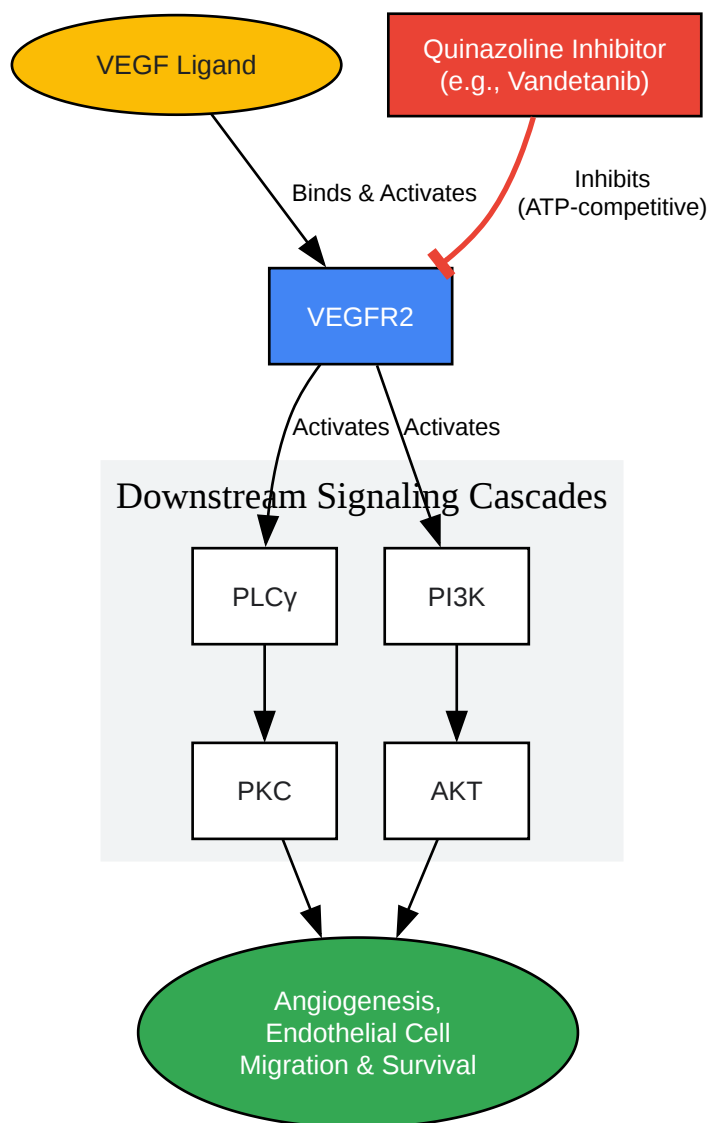 VEGF Ligand
Quinazoline Inhibitor
(e.g., Vandetanib)
Binds & Activates
Inhibits
(ATP-competitive)
VEGFR2
Activates
Activates
Downstream Signaling Cascades
PLCγ
PI3K
PKC
AKT
Angiogenesis,
Endothelial Cell
Migration & Survival